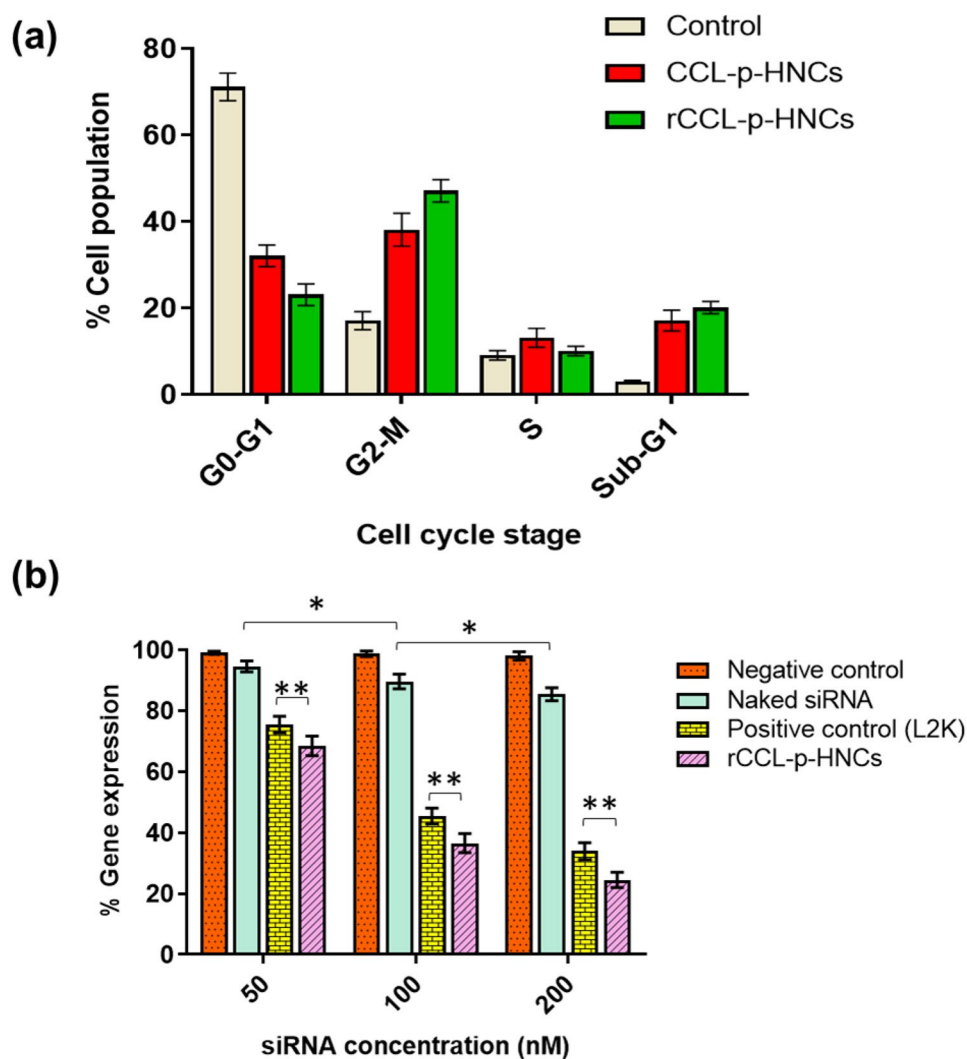 (a)
Control
CCL-p-HNCs
rCCL-p-HNCs
% Cell population
80
60
40
20
0
G0-G1
G2-M
S
Sub-G1
Cell cycle stage
(b)
Negative control
Naked siRNA
Positive control (L2K)
rCCL-p-HNCs
% Gene expression
100
80
60
40
20
0
*
*
**
**
**
50
100
200
siRNA concentration (nM)